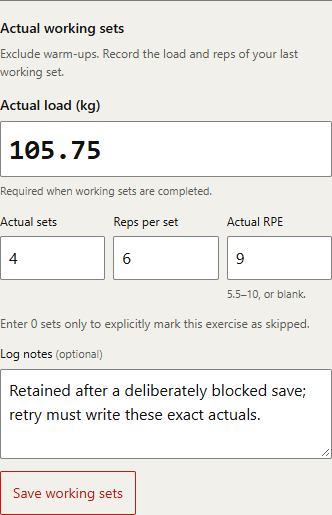 Actual working sets
Exclude warm-ups. Record the load and reps of your last
working set.
Actual load (kg)
105.75
Required when working sets are completed.
Actual sets
Reps per set
Actual RPE
4
6
9
5.5–10, or blank.
Enter 0 sets only to explicitly mark this exercise as skipped.
Log notes (optional)
Retained after a deliberately blocked save;
retry must write these exact actuals.
Save working sets